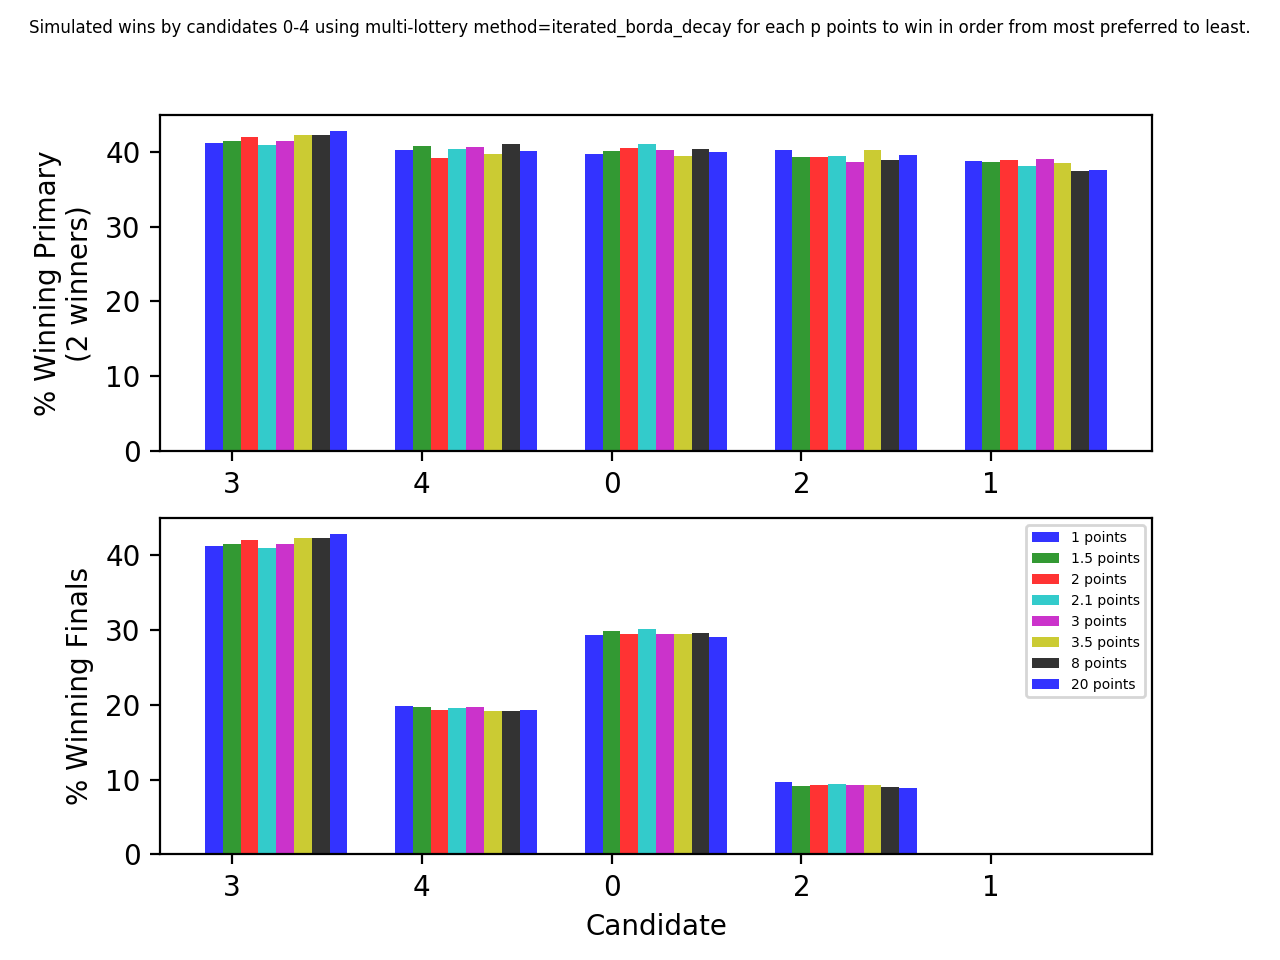 Simulated wins by candidates 0-4 using multi-lottery method=iterated_borda_decay for each p points to win in order from most preferred to least.
% Winning Primary
(2 winners)
40
30
20
10
0
3 4 0 2 1
% Winning Finals
40
30
20
10
0
1 points
1.5 points
2 points
2.1 points
3 points
3.5 points
8 points
20 points
3 4 0 2 1
Candidate